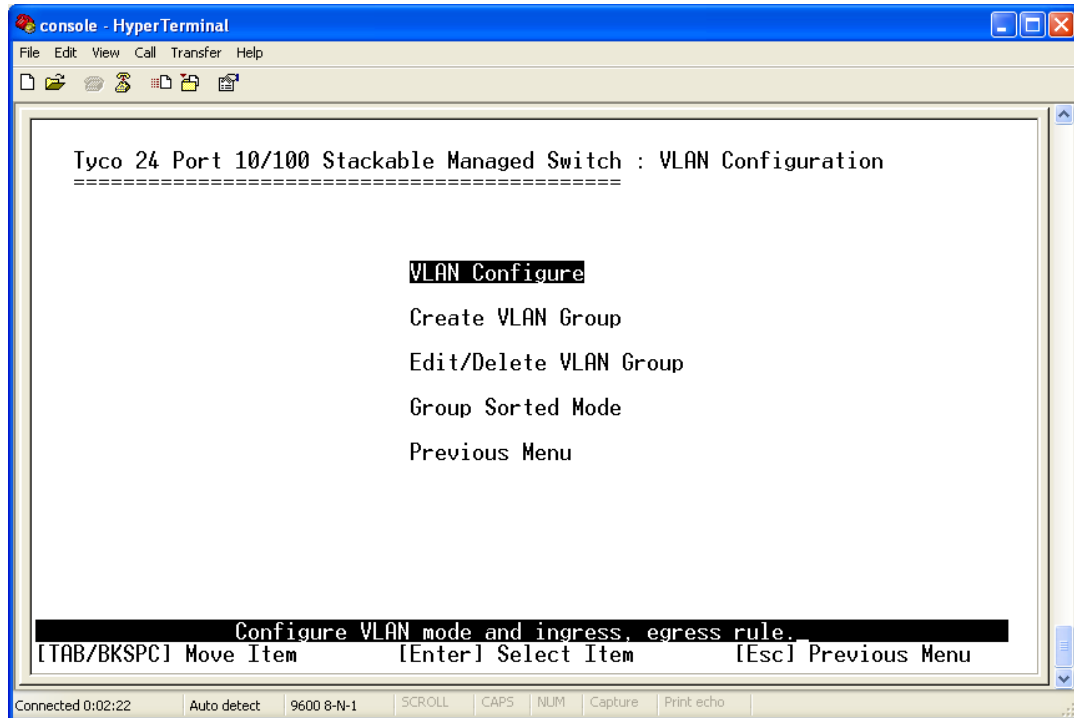 console - HyperTerminal
File Edit View Call Transfer Help
Tyco 24 Port 10/100 Stackable Managed Switch : VLAN Configuration
============================================
VLAN Configure
Create VLAN Group
Edit/Delete VLAN Group
Group Sorted Mode
Previous Menu
Configure VLAN mode and ingress, egress rule._
[TAB/BKSPC] Move Item [Enter] Select Item [Esc] Previous Menu
Connected 0:02:22 Auto detect 9600 8-N-1 SCROLL CAPS NUM Capture Print echo